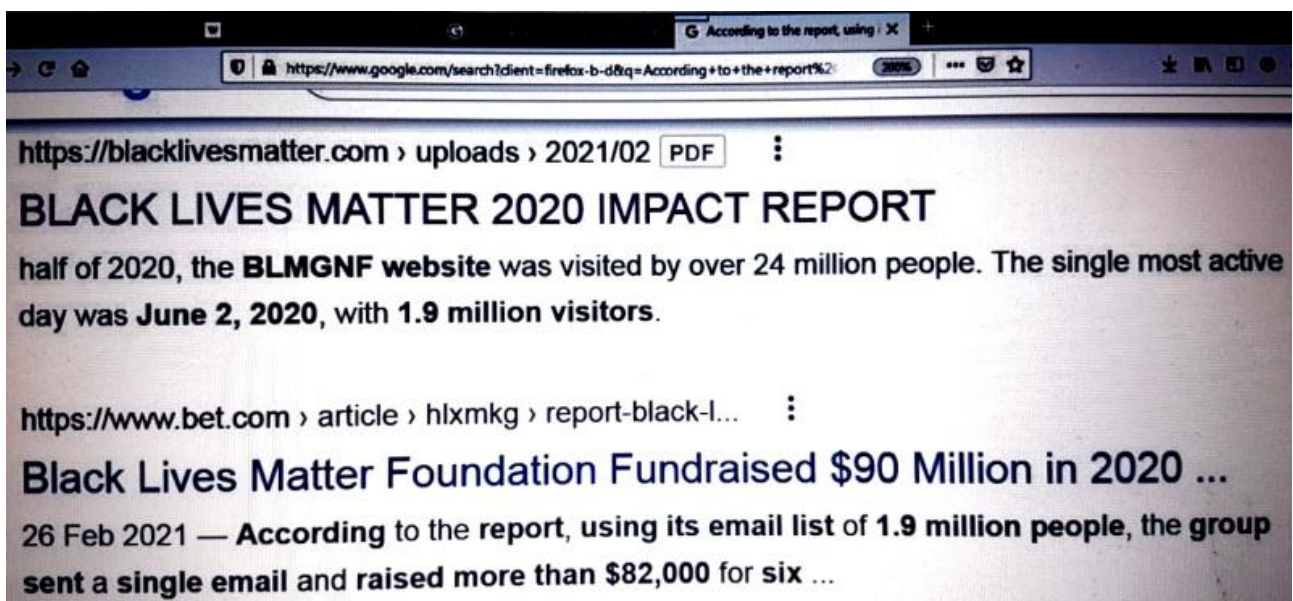 G According to the report, using i X
https://www.google.com/search?client=firefox-b-d&q=According+to+the+report%2
200%
https://blacklivesmatter.com › uploads › 2021/02 PDF
BLACK LIVES MATTER 2020 IMPACT REPORT
half of 2020, the BLMGNF website was visited by over 24 million people. The single most active
day was June 2, 2020, with 1.9 million visitors.
https://www.bet.com › article › hlxmkg › report-black-l...
Black Lives Matter Foundation Fundraised $90 Million in 2020 ...
26 Feb 2021 — According to the report, using its email list of 1.9 million people, the group
sent a single email and raised more than $82,000 for six ...